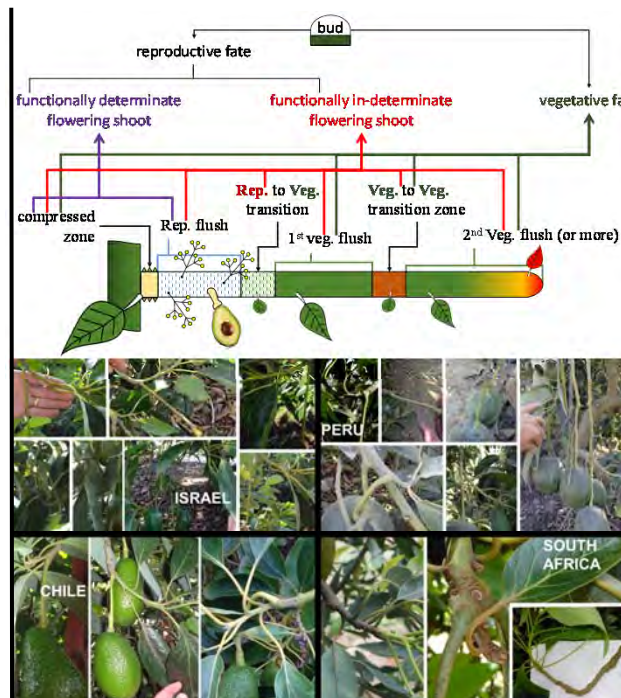 bud
reproductive fate
functionally determinate
flowering shoot
functionally in-determinate
flowering shoot
vegetative fa
compressed
zone
Rep. flush
Rep. to Veg.
transition
1st veg. flush
Veg. to Veg.
transition zone
2nd Veg. flush (or more)
ISRAEL
PERU
CHILE
SOUTH
AFRICA